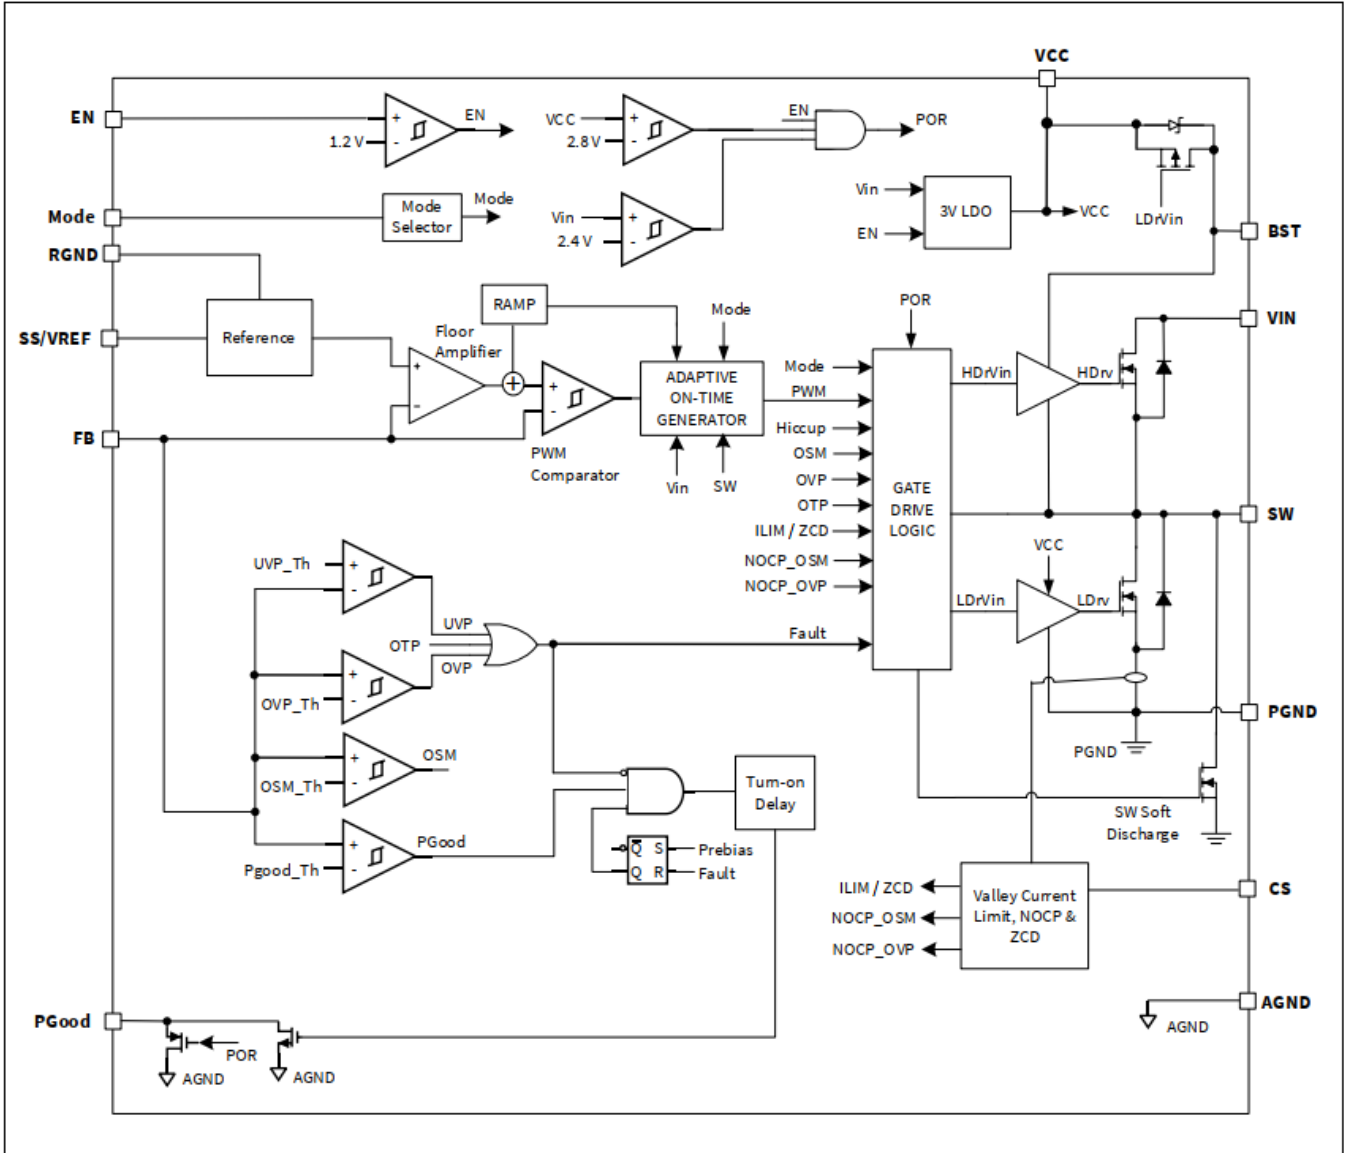 VCC
EN
+
-
1.2 V
EN
VCC
2.8 V
+
-
EN
POR
Mode
Mode
Selector
Mode
Vin
2.4 V
+
-
Vin
EN
3V LDO
VCC
LDrVin
BST
RGND
SS/VREF
Reference
Floor
Amplifier
+
-
RAMP
+
+
-
PWM
Comparator
Mode
ADAPTIVE
ON-TIME
GENERATOR
Vin
SW
FB
POR
Mode
PWM
Hiccup
OSM
OVP
OTP
ILIM / ZCD
NOCP_OSM
NOCP_OVP
Fault
GATE
DRIVE
LOGIC
HDrVin
HDrv
VIN
SW
VCC
LDrVin
LDrv
PGND
PGND
UVP_Th
+
-
UVP
OTP
OVP
OVP_Th
+
-
OSM_Th
+
-
OSM
Pgood_Th
+
-
PGood
Turn-on
Delay
Q S
Q R
Prebias
Fault
SW Soft
Discharge
ILIM / ZCD
NOCP_OSM
NOCP_OVP
Valley Current
Limit, NOCP &
ZCD
CS
AGND
AGND
PGood
POR
AGND
AGND